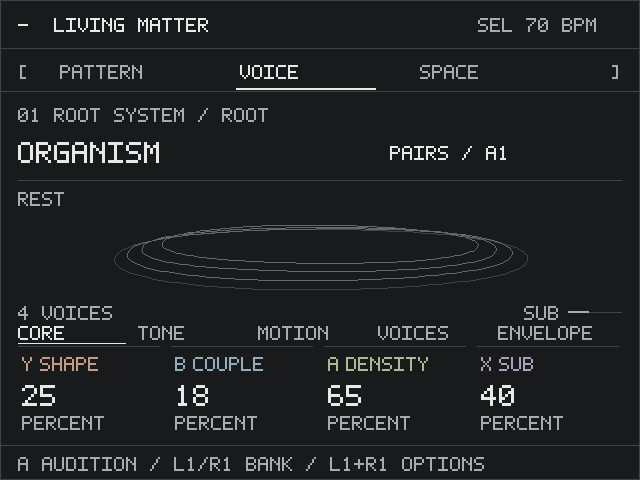 — LIVING MATTER SEL 70 BPM
[ PATTERN VOICE SPACE ]
01 ROOT SYSTEM / ROOT
ORGANISM PAIRS / A1
REST
4 VOICES SUB
CORE TONE MOTION VOICES ENVELOPE
Y SHAPE B COUPLE A DENSITY X SUB
25 18 65 40
PERCENT PERCENT PERCENT PERCENT
A AUDITION / L1/R1 BANK / L1+R1 OPTIONS